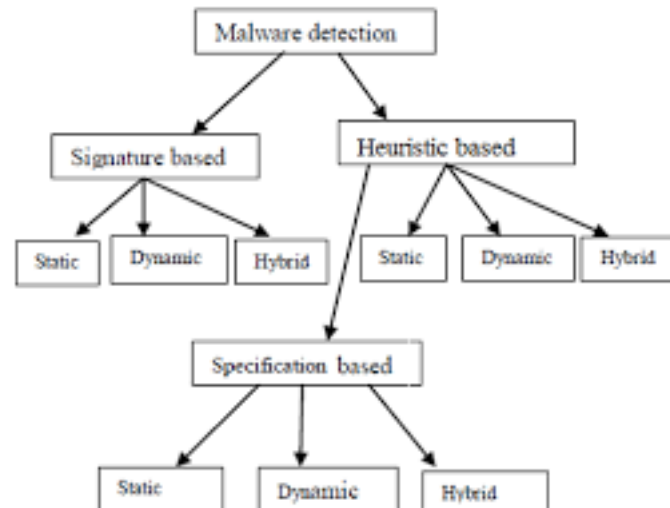 Malware detection
Signature based
Heuristic based
Static
Dynamic
Hybrid
Static
Dynamic
Hybrid
Specification based
Static
Dynamic
Hybrid